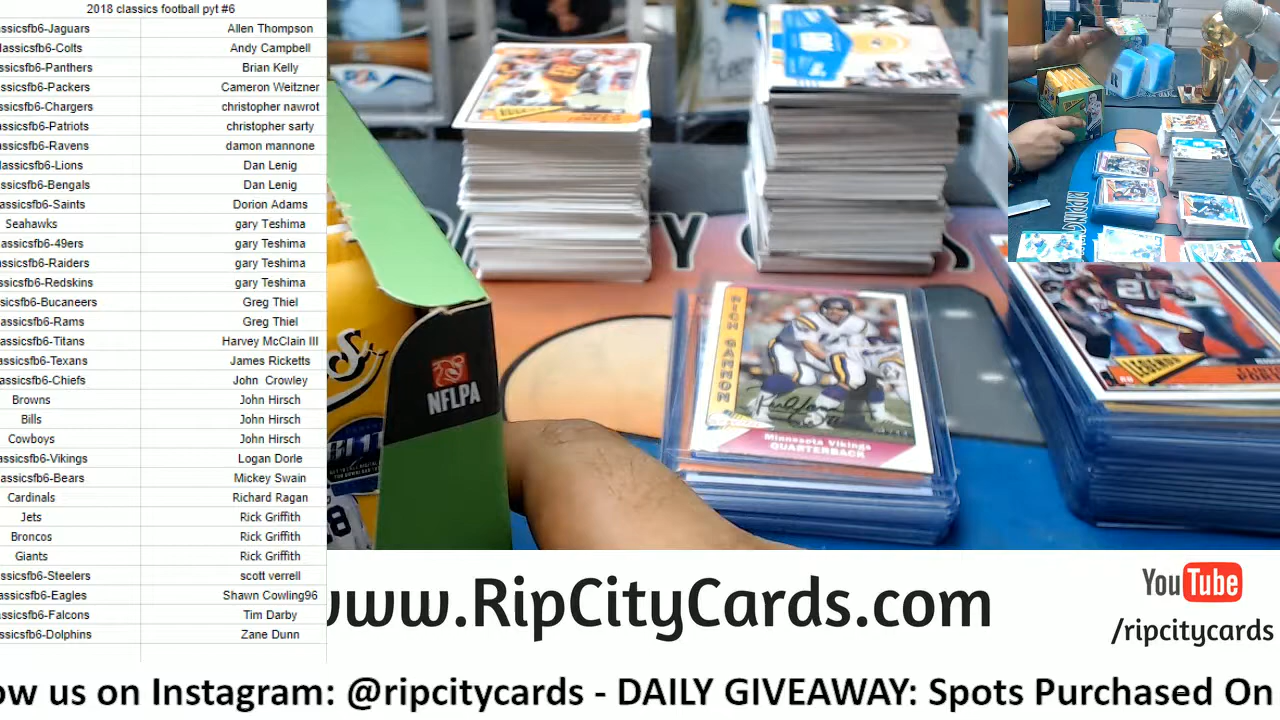 2018 classics football pyt #6
assicsfb6-Jaguars Allen Thompson
lassicsfb6-Colts Andy Campbell
assicsfb6-Panthers Brian Kelly
assicsfb6-Packers Cameron Weitzner
assicsfb6-Chargers christopher nawrot
assicsfb6-Patriots christopher sarty
assicsfb6-Ravens damon mannone
lassicsfb6-Lions Dan Lenig
ssicsfb6-Bengals Dan Lenig
assicsfb6-Saints Dorion Adams
Seahawks gary Teshima
assicsfb6-49ers gary Teshima
assicsfb6-Raiders gary Teshima
ssicsfb6-Redskins gary Teshima
sicsfb6-Bucaneers Greg Thiel
assicsfb6-Rams Greg Thiel
assicsfb6-Titans Harvey McClain III
assicsfb6-Texans James Ricketts
assicsfb6-Chiefs John Crowley
Browns John Hirsch
Bills John Hirsch
Cowboys John Hirsch
assicsfb6-Vikings Logan Dorle
assicsfb6-Bears Mickey Swain
Cardinals Richard Ragan
Jets Rick Griffith
Broncos Rick Griffith
Giants Rick Griffith
ssicsfb6-Steelers scott verrell
assicsfb6-Eagles Shawn Cowling96
assicsfb6-Falcons Tim Darby
ssicsfb6-Dolphins Zane Dunn
NFLPA
RICH GANNON
Minnesota Vikings
QUARTERBACK
LEGENDS
RB
www.RipCityCards.com
YouTube
/ripcitycards
ow us on Instagram: @ripcitycards - DAILY GIVEAWAY: Spots Purchased On